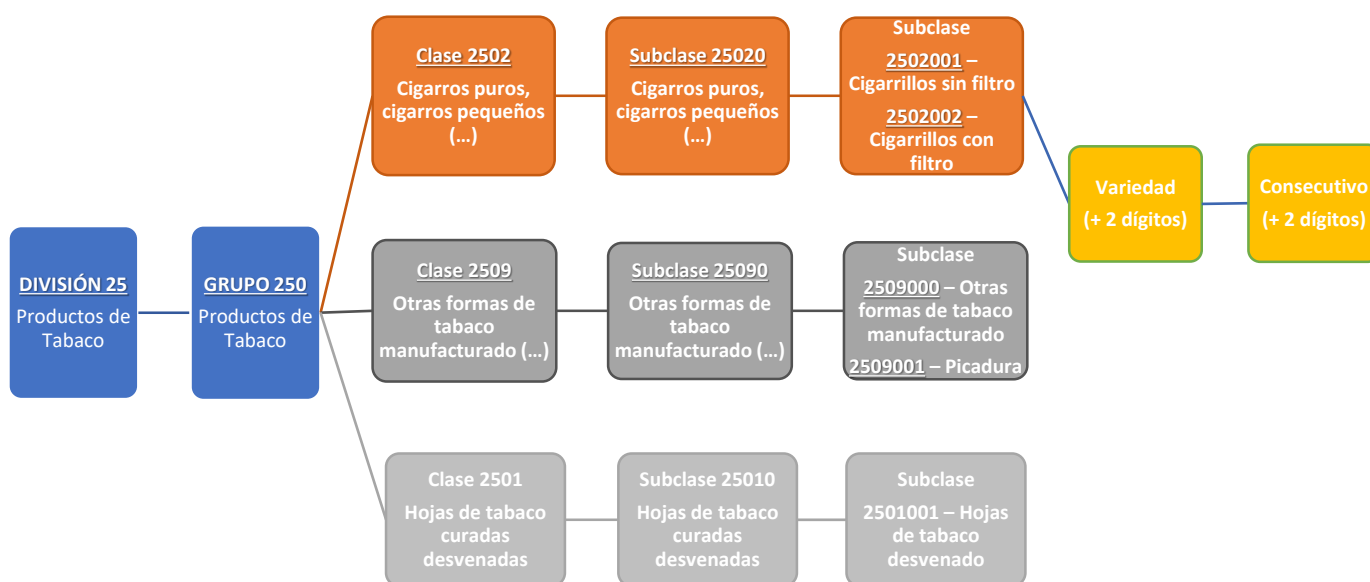 DIVISIÓN 25
Productos de
Tabaco
GRUPO 250
Productos de
Tabaco
Clase 2502
Cigarros puros,
cigarros pequeños
(…)
Subclase 25020
Cigarros puros,
cigarros pequeños
(…)
Subclase
2502001 –
Cigarrillos sin filtro
2502002 –
Cigarrillos con
filtro
Variedad
(+ 2 dígitos)
Consecutivo
(+ 2 dígitos)
Clase 2509
Otras formas de
tabaco
manufacturado (…)
Subclase 25090
Otras formas de
tabaco
manufacturado (…)
Subclase
2509000 – Otras
formas de tabaco
manufacturado
2509001 – Picadura
Clase 2501
Hojas de tabaco
curadas
desvenadas
Subclase 25010
Hojas de tabaco
curadas
desvenadas
Subclase
2501001 – Hojas
de tabaco
desvenado